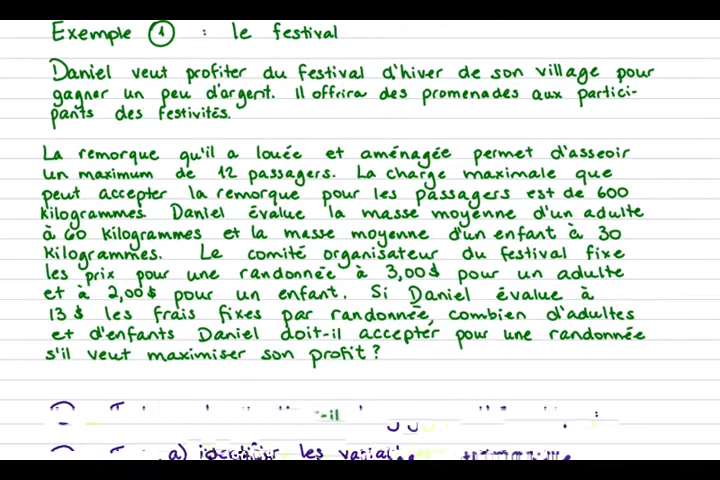 Exemple ① : le festival
Daniel veut profiter du festival d'hiver de son village pour
gagner un peu d'argent. Il offrira des promenades aux partici-
pants des festivités.
La remorque qu'il a louée et aménagée permet d'asseoir
un maximum de 12 passagers. La charge maximale que
peut accepter la remorque pour les passagers est de 600
kilogrammes. Daniel évalue la masse moyenne d'un adulte
à 60 kilogrammes et la masse moyenne d'un enfant à 30
kilogrammes. Le comité organisateur du festival fixe
les prix pour une randonnée à 3,00$ pour un adulte
et à 2,00$ pour un enfant. Si Daniel évalue à
13$ les frais fixes par randonnée, combien d'adultes
et d'enfants Daniel doit-il accepter, pour une randonnée
s'il veut maximiser son profit?
a) identifier les